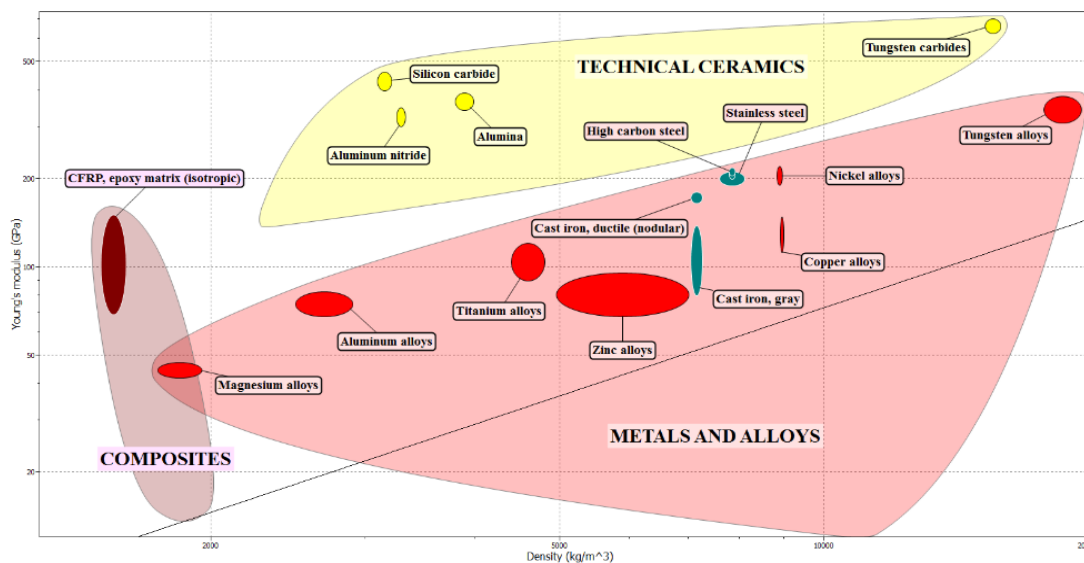 TECHNICAL CERAMICS
Tungsten carbides
Silicon carbide
Alumina
Aluminum nitride
Stainless steel
High carbon steel
Tungsten alloys
CFRP, epoxy matrix (isotropic)
Nickel alloys
Cast iron, ductile (nodular)
Copper alloys
Titanium alloys
Cast iron, gray
Aluminum alloys
Zinc alloys
Magnesium alloys
METALS AND ALLOYS
COMPOSITES
Young's modulus (GPa)
500
200
100
50
20
2000
5000
10000
20
Density (kg/m^3)